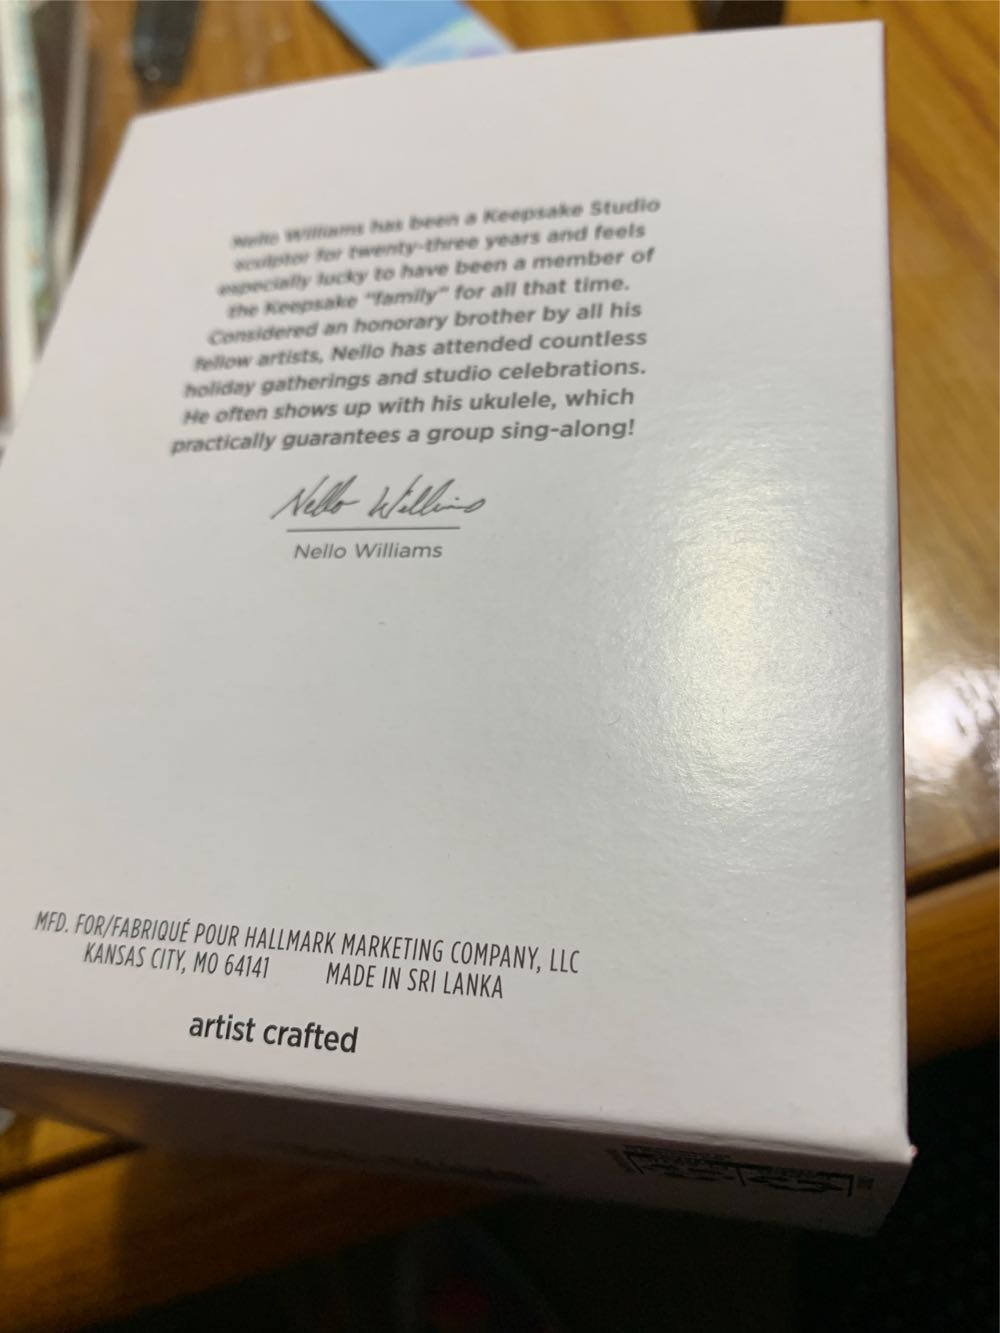 Nello Williams has been a Keepsake Studio
sculptor for twenty-three years and feels
especially lucky to have been a member of
the Keepsake "family" for all that time.
Considered an honorary brother by all his
fellow artists, Nello has attended countless
holiday gatherings and studio celebrations.
He often shows up with his ukulele, which
practically guarantees a group sing-along!
Nello Williams
Nello Williams
MFD. FOR/FABRIQUÉ POUR HALLMARK MARKETING COMPANY, LLC
KANSAS CITY, MO 64141 MADE IN SRI LANKA
artist crafted